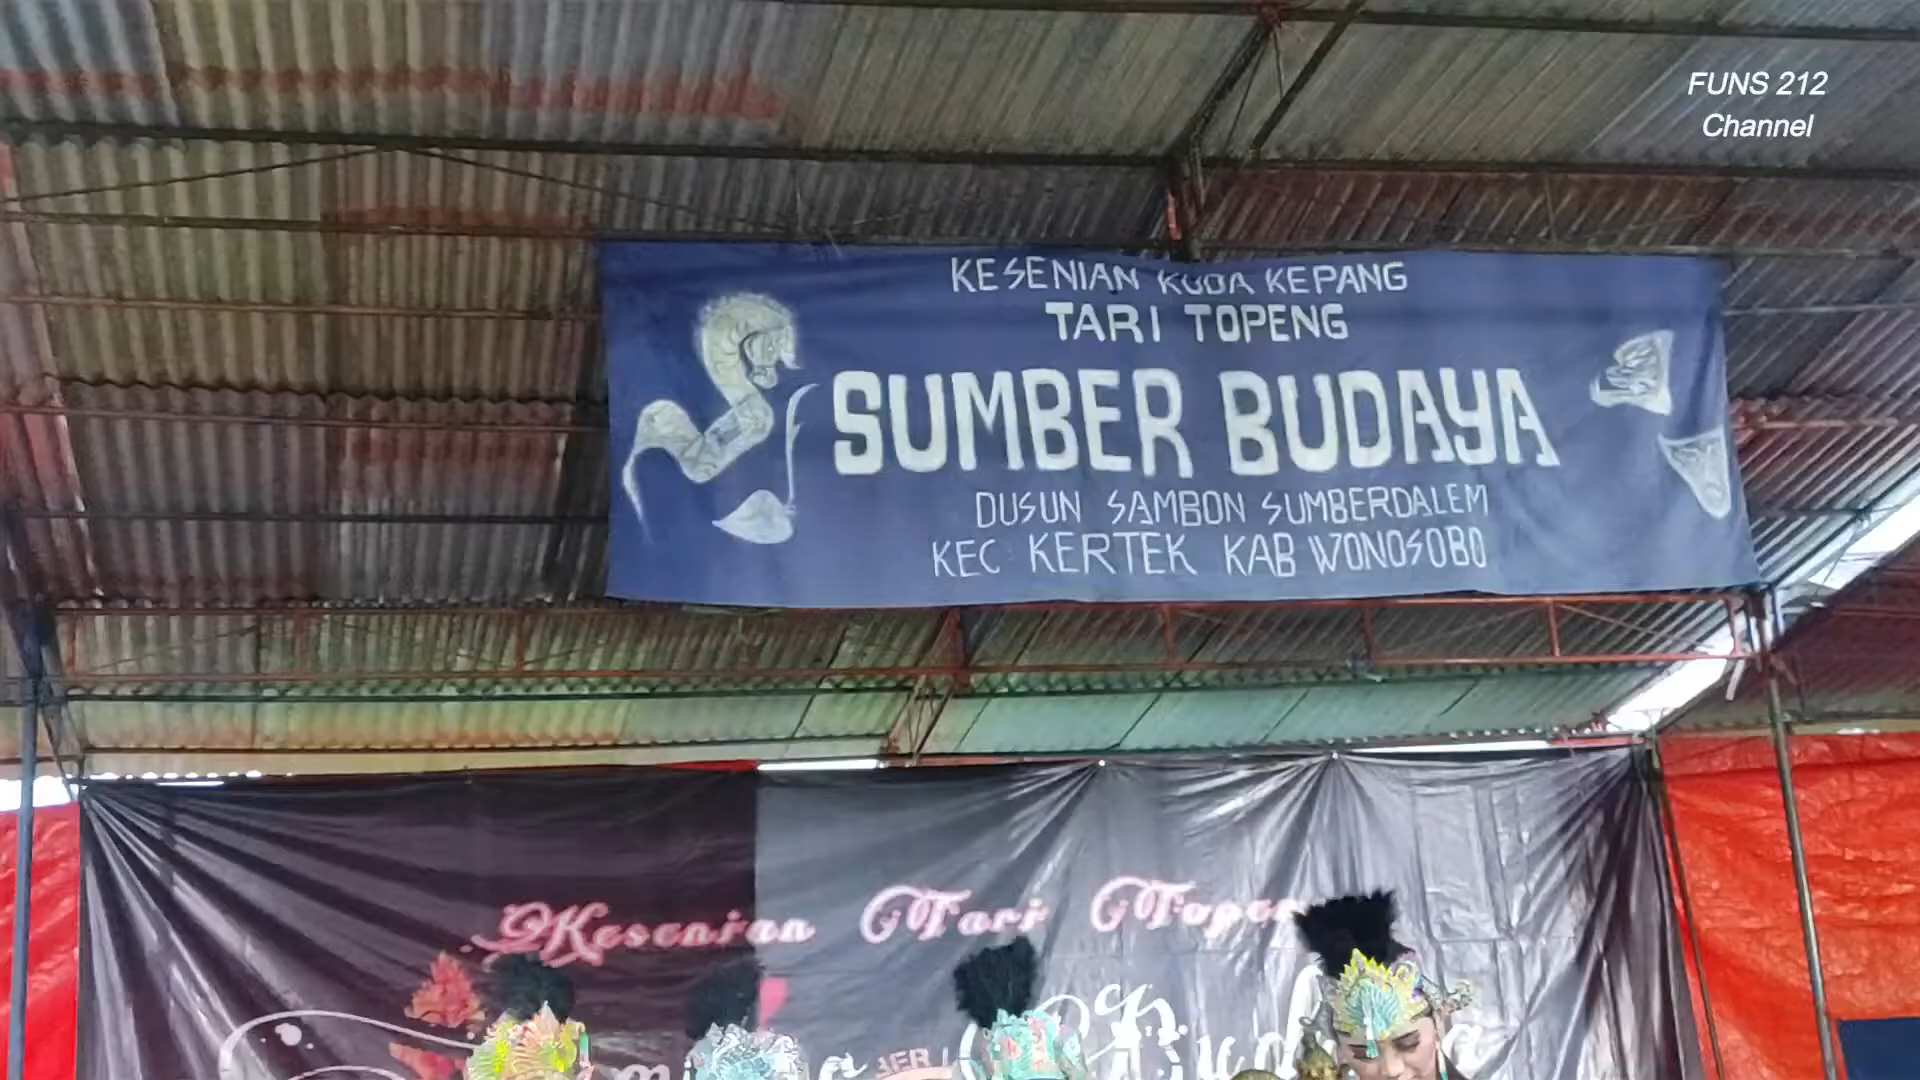 FUNS 212
Channel
KESENIAN KUDA KEPANG
TARI TOPENG
SUMBER BUDAYA
DUSUN SAMBON SUMBERDALEM
KEC KERTEK KAB WONOSOBO
Kesenian Tari